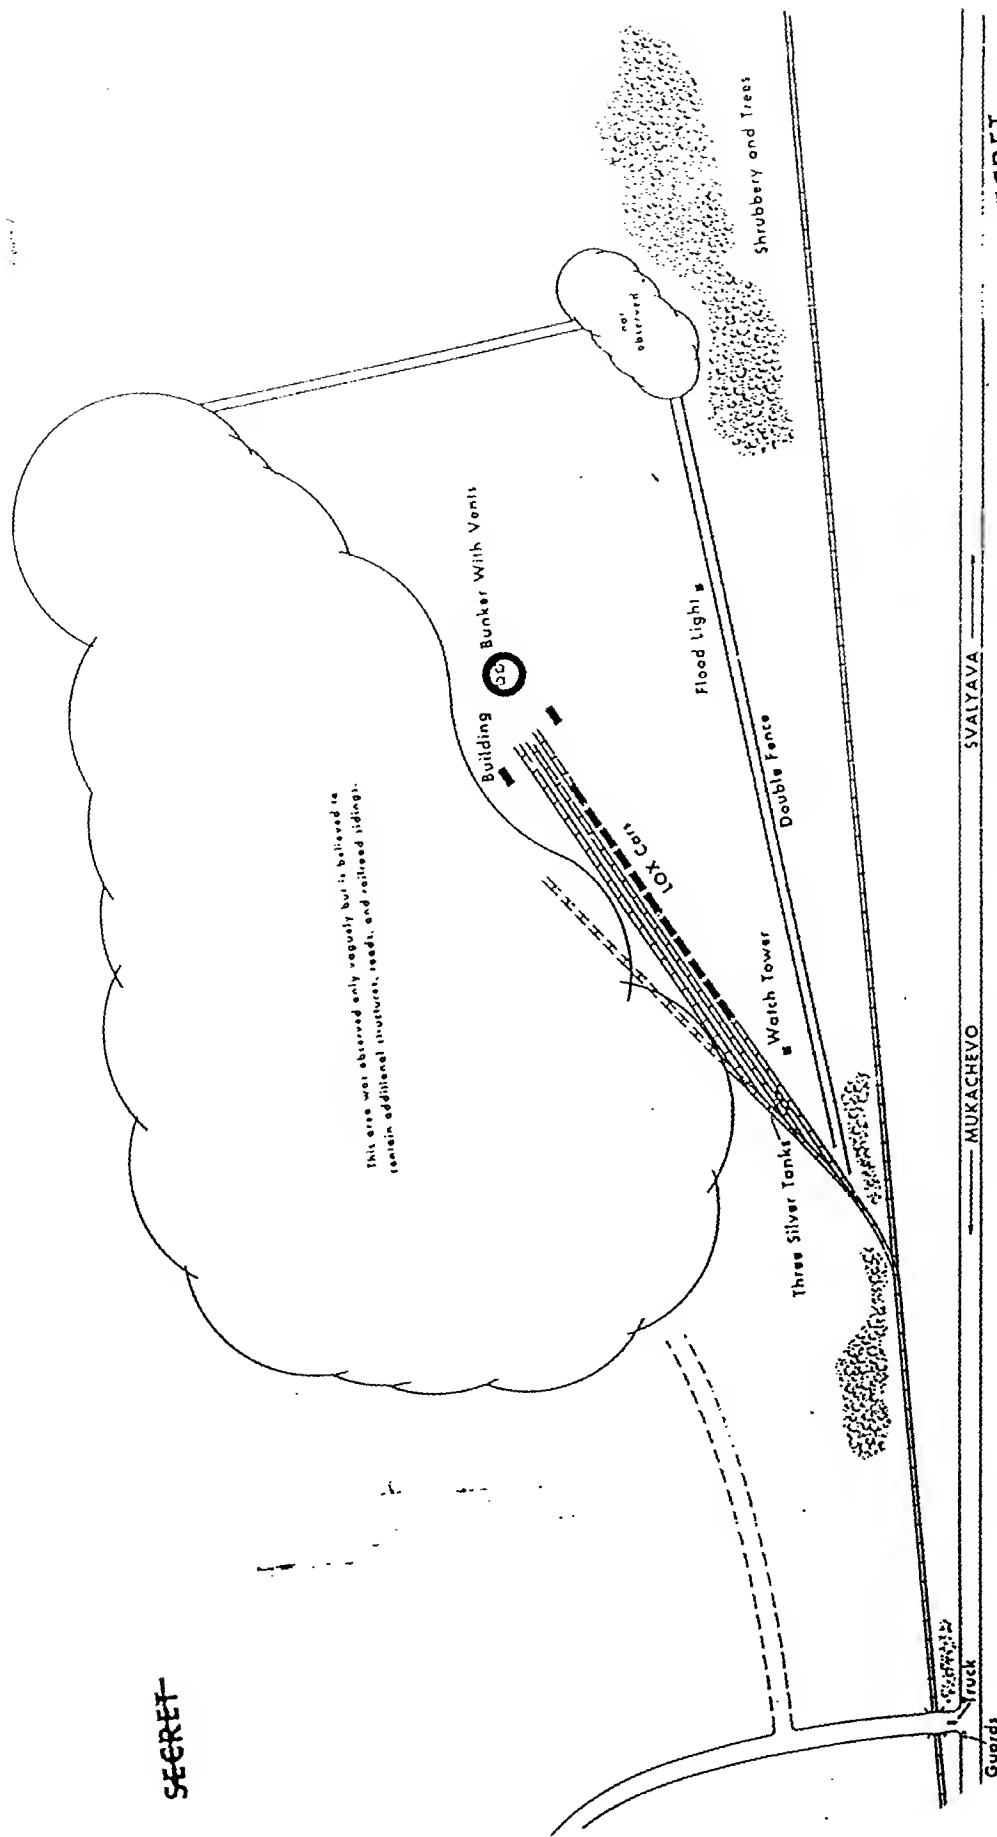 SECRET
This area was observed only vaguely but is believed to
contain additional structures, roads, and railroad sidings.
Building
Bunker With Vents
not
observed
Shrubbery and Trees
LOX Cars
Flood Light
Double Fence
Watch Tower
Three Silver Tanks
MUKACHEVO
SVALYAVA
Truck
Guards